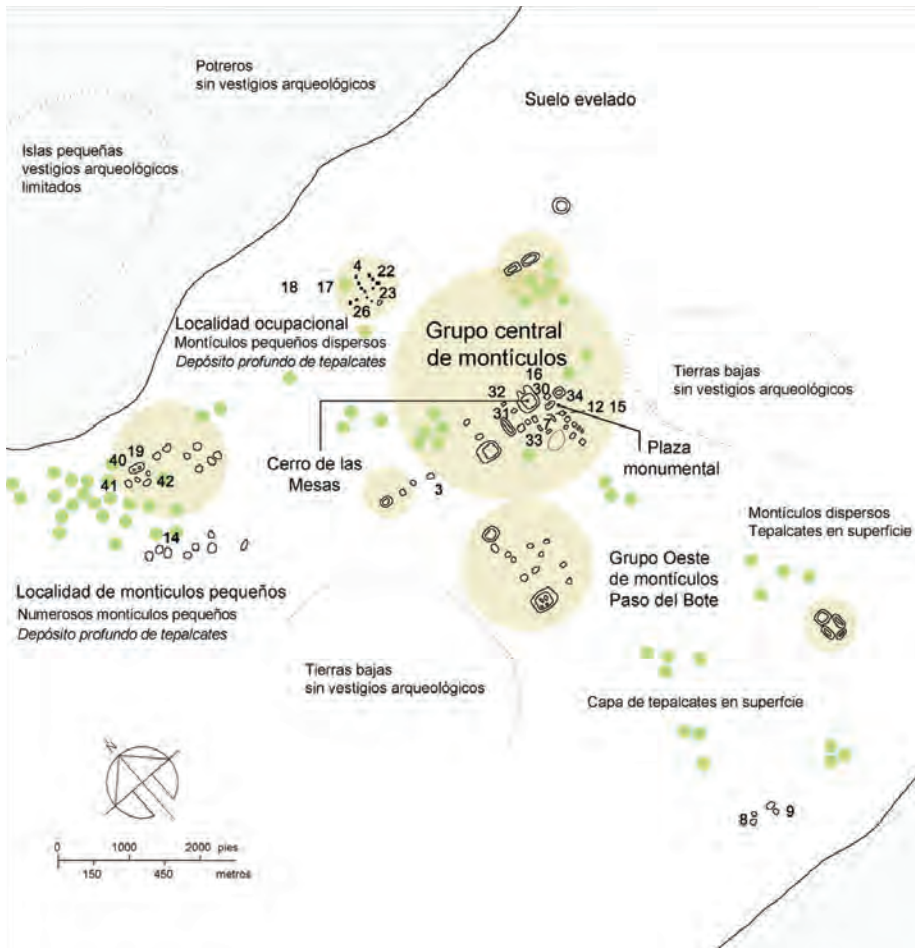 Potreros
sin vestigios arqueológicos
Suelo evelado
Islas pequeñas
vestigios arqueológicos
limitados
4
22
18
17
23
26
Localidad ocupacional
Montículos pequeños dispersos
Depósito profundo de tepalcates
Grupo central
de montículos
Tierras bajas
sin vestigios arqueológicos
16
30
32
34
31
12
15
7
33
Cerro de las
Mesas
Plaza
monumental
19
40
41
42
3
14
Localidad de monticulos pequeños
Numerosos montículos pequeños
Depósito profundo de tepalcates
Grupo Oeste
de montículos
Paso del Bote
Montículos dispersos
Tepalcates en superficie
Tierras bajas
sin vestigios arqueológicos
Capa de tepalcates en superfcie
8
9
N
0 1000 2000 pies
150 450 metros